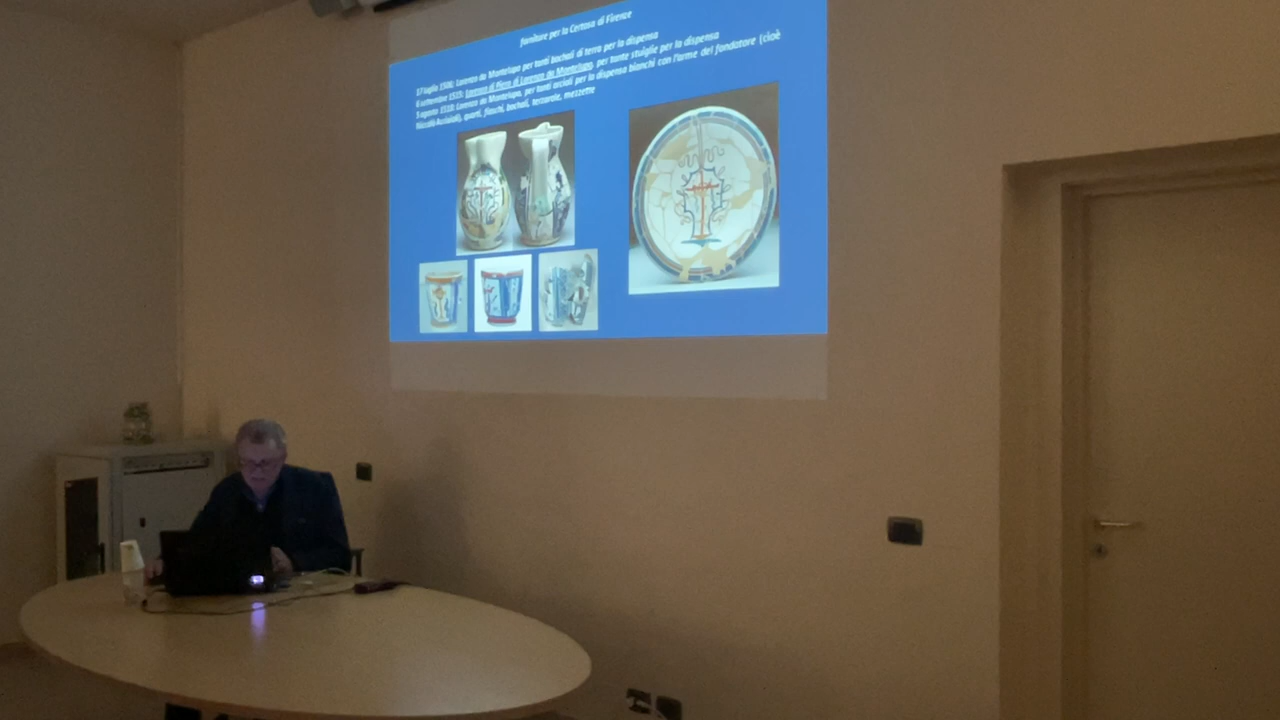 forniture per la Certosa di Firenze
17 luglio 1506: Lorenzo da Montelupo per tanti bochali di terra per la dispensa
6 settembre 1515: Lorenzo di Piero di Lorenzo da Montelupo, per tante stuiglie per la dispensa
5 agosto 1518: Lorenzo da Montelupo, per tanti orciali per la dispensa bianchi con l'arme del fondatore (cioè
Niccolò Acciaioli), quarti, fiaschi, bochali, terzarole, mezzette